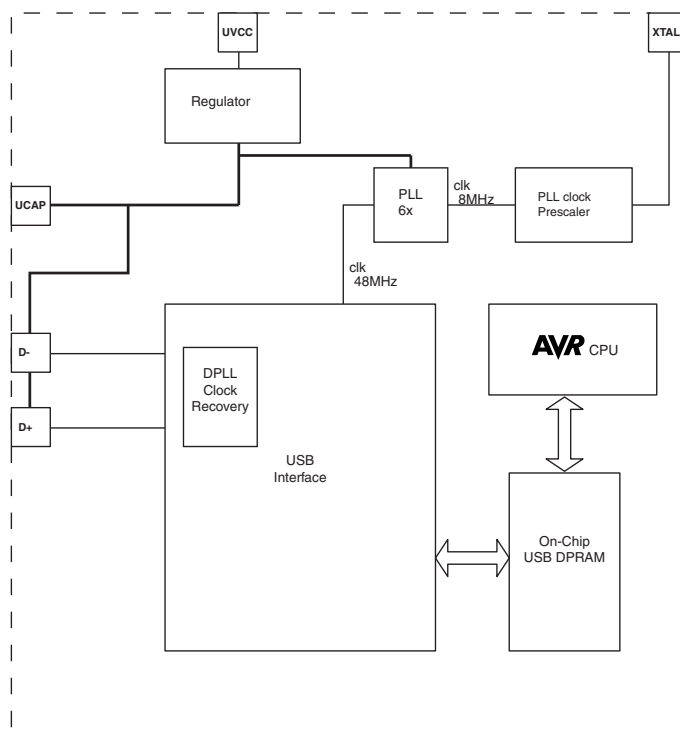 UVCC
XTAL
Regulator
UCAP
PLL
6x
clk
8MHz
PLL clock
Prescaler
clk
48MHz
D-
D+
DPLL
Clock
Recovery
USB
Interface
AVR CPU
On-Chip
USB DPRAM